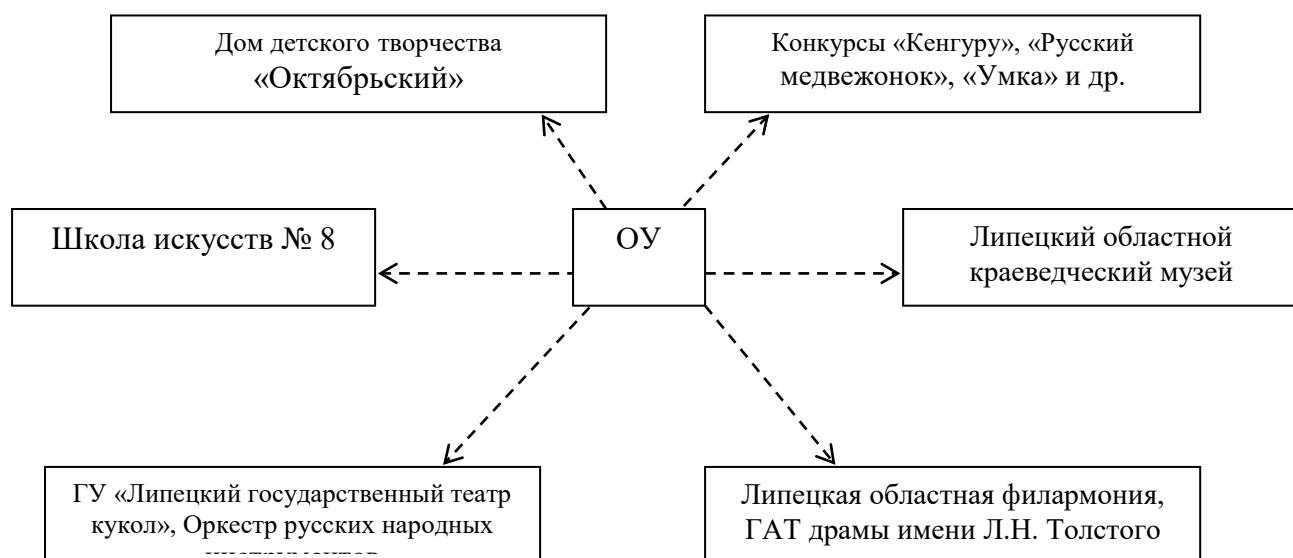 Дом детского творчества
«Октябрьский»
Конкурсы «Кенгуру», «Русский
медвежонок», «Умка» и др.
Школа искусств № 8
ОУ
Липецкий областной
краеведческий музей
ГУ «Липецкий государственный театр
кукол», Оркестр русских народных
инструментов
Липецкая областная филармония,
ГАТ драмы имени Л.Н. Толстого